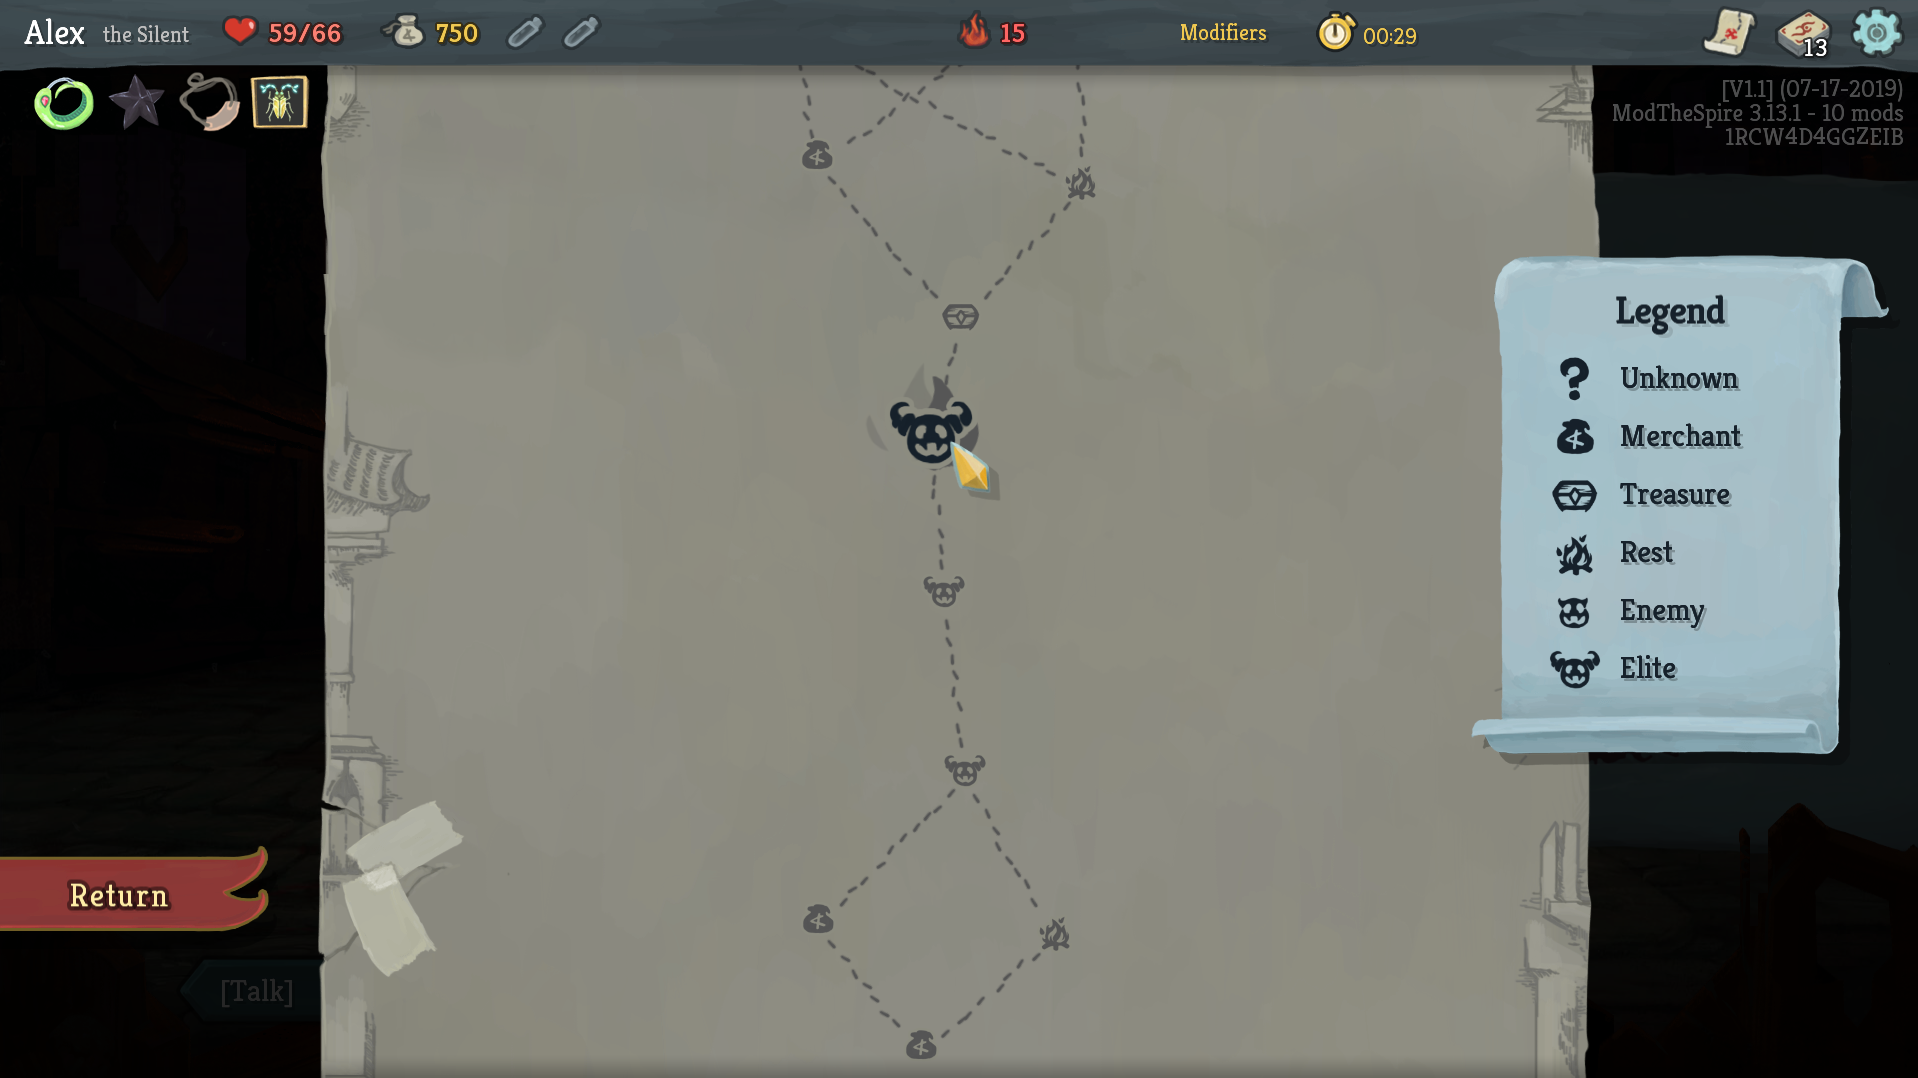 Alex the Silent 59/66 750 15 Modifiers 00:29 13
[V1.1] (07-17-2019)
ModTheSpire 3.13.1 - 10 mods
1RCW4D4GGZEIB
Legend
Unknown
Merchant
Treasure
Rest
Enemy
Elite
Return
[Talk]